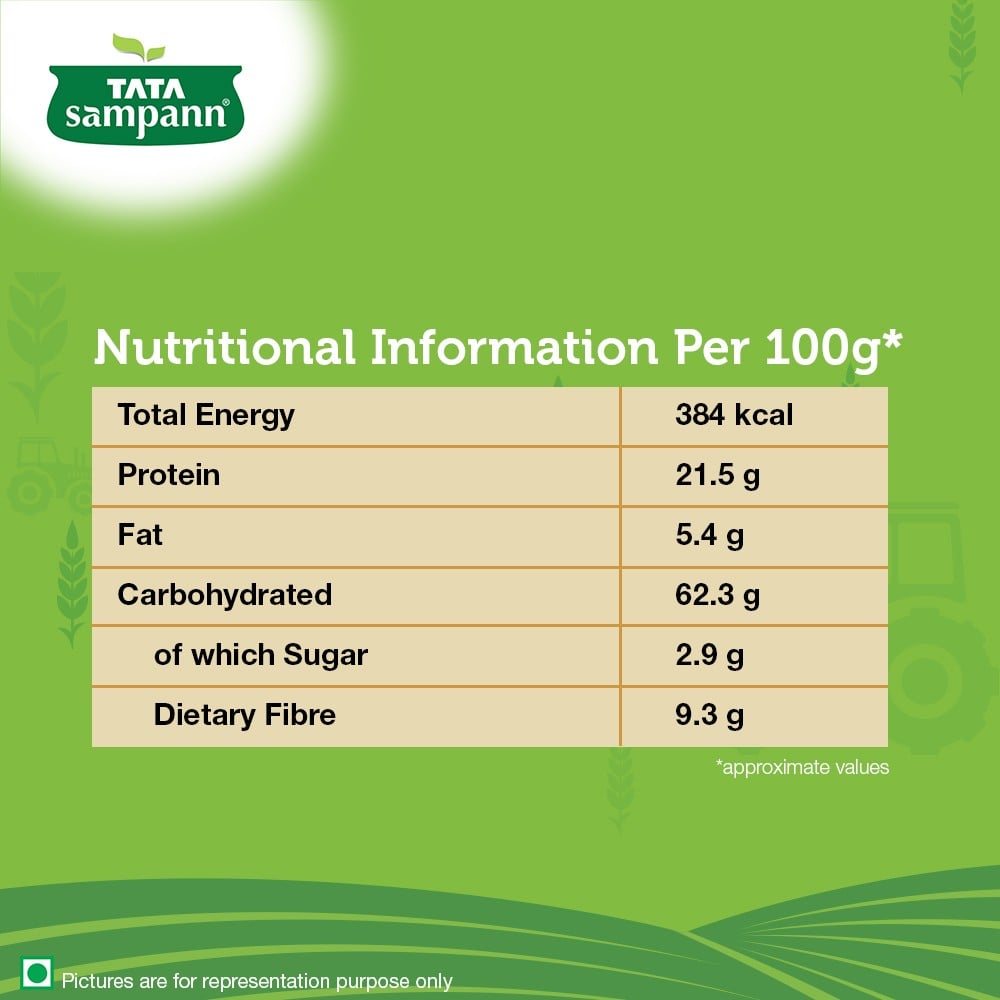 TATA
sampann®
Nutritional Information Per 100g*
Total Energy 384 kcal
Protein 21.5 g
Fat 5.4 g
Carbohydrated 62.3 g
of which Sugar 2.9 g
Dietary Fibre 9.3 g
*approximate values
Pictures are for representation purpose only